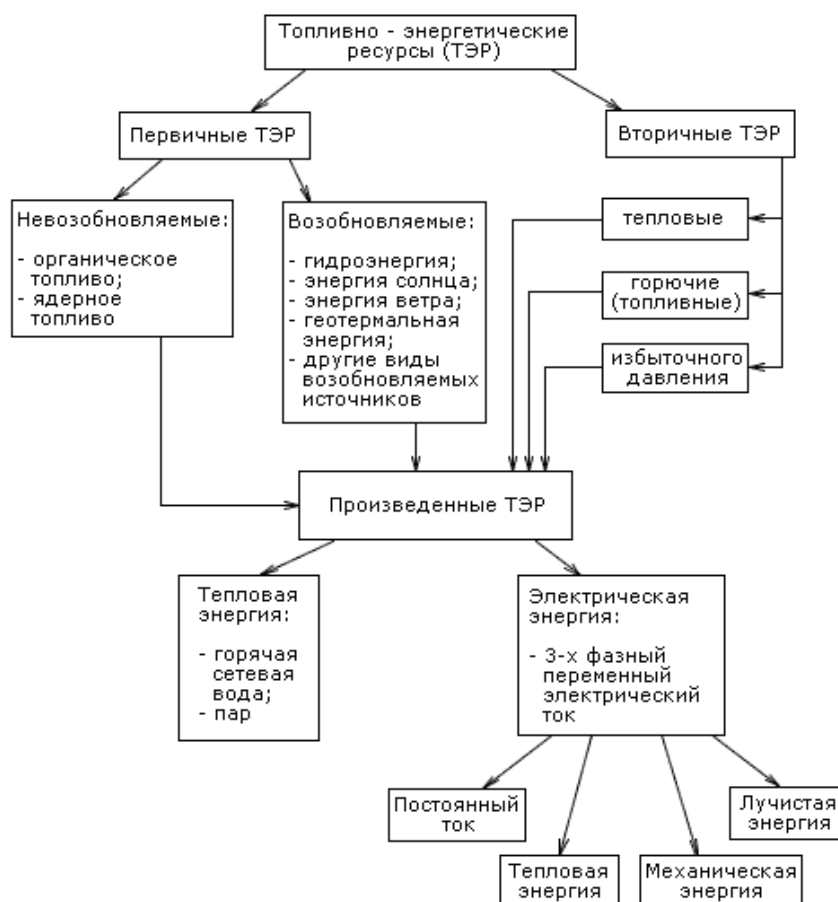 Топливно - энергетические
ресурсы (ТЭР)
Первичные ТЭР
Вторичные ТЭР
Невозобновляемые:
- органическое
топливо;
- ядерное
топливо
Возобновляемые:
- гидроэнергия;
- энергия солнца;
- энергия ветра;
- геотермальная
энергия;
- другие виды
возобновляемых
источников
тепловые
горючие
(топливные)
избыточного
давления
Произведенные ТЭР
Тепловая
энергия:
- горячая
сетевая
вода;
- пар
Электрическая
энергия:
- 3-х фазный
переменный
электрический
ток
Постоянный
ток
Тепловая
энергия
Механическая
энергия
Лучистая
энергия